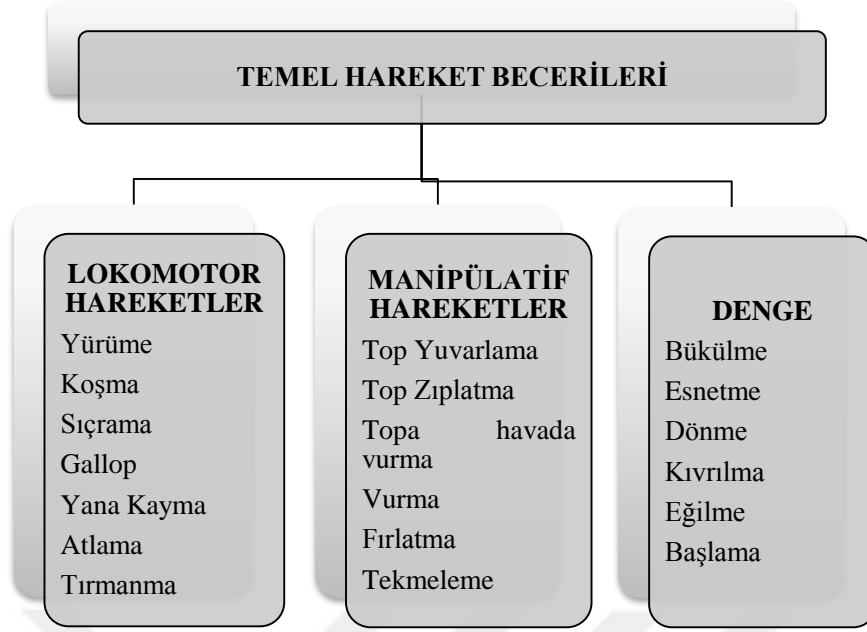 TEMEL HAREKET BECERİLERİ
LOKOMOTOR
HAREKETLER
Yürüme
Koşma
Sıçrama
Gallop
Yana Kayma
Atlama
Tırmanma
MANİPÜLATİF
HAREKETLER
Top Yuvarlama
Top Zıplatma
Topa havada
vurma
Vurma
Fırlatma
Tekmeleme
DENGE
Bükülme
Esnetme
Dönme
Kıvrılma
Eğilme
Başlama